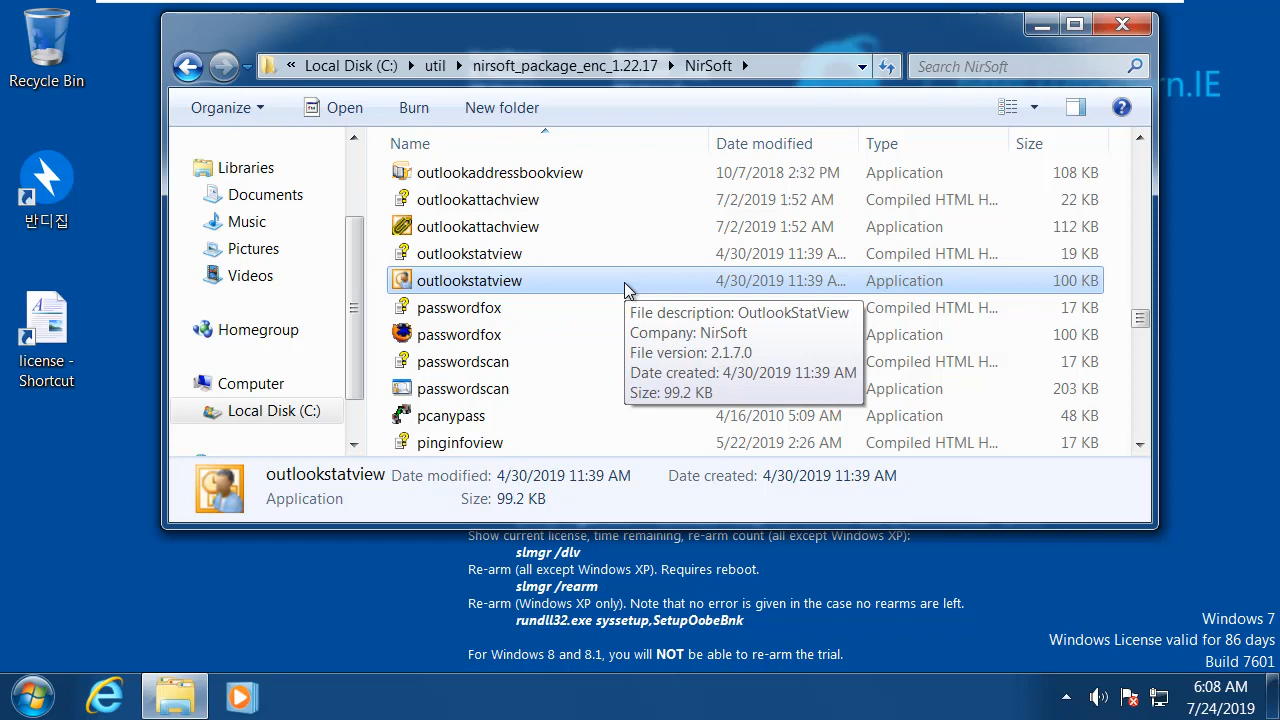 Recycle Bin
반디집
license -
Shortcut
« Local Disk (C:) util nirsoft_package_enc_1.22.17 NirSoft
Search NirSoft
rn.IE
Organize Open Burn New folder
Name Date modified Type Size
Libraries
Documents
Music
Pictures
Videos
Homegroup
Computer
Local Disk (C:)
outlookaddressbookview 10/7/2018 2:32 PM Application 108 KB
outlookattachview 7/2/2019 1:52 AM Compiled HTML H... 22 KB
outlookattachview 7/2/2019 1:52 AM Application 112 KB
outlookstatview 4/30/2019 11:39 A... Compiled HTML H... 19 KB
outlookstatview 4/30/2019 11:39 A... Application 100 KB
passwordfox Compiled HTML H... 17 KB
passwordfox Application 100 KB
passwordscan Compiled HTML H... 17 KB
passwordscan Application 203 KB
pcanypass 4/16/2010 5:09 AM Application 48 KB
pinginfoview 5/22/2019 2:26 AM Compiled HTML H... 17 KB
File description: OutlookStatView
Company: NirSoft
File version: 2.1.7.0
Date created: 4/30/2019 11:39 AM
Size: 99.2 KB
outlookstatview Date modified: 4/30/2019 11:39 AM Date created: 4/30/2019 11:39 AM
Application Size: 99.2 KB
Show current license, time remaining, re-arm count (all except Windows XP):
slmgr /dlv
Re-arm (all except Windows XP). Requires reboot.
slmgr /rearm
Re-arm (Windows XP only). Note that no error is given in the case no rearms are left.
rundll32.exe syssetup,SetupOobeBnk
For Windows 8 and 8.1, you will NOT be able to re-arm the trial.
Windows 7
Windows License valid for 86 days
Build 7601
6:08 AM
7/24/2019